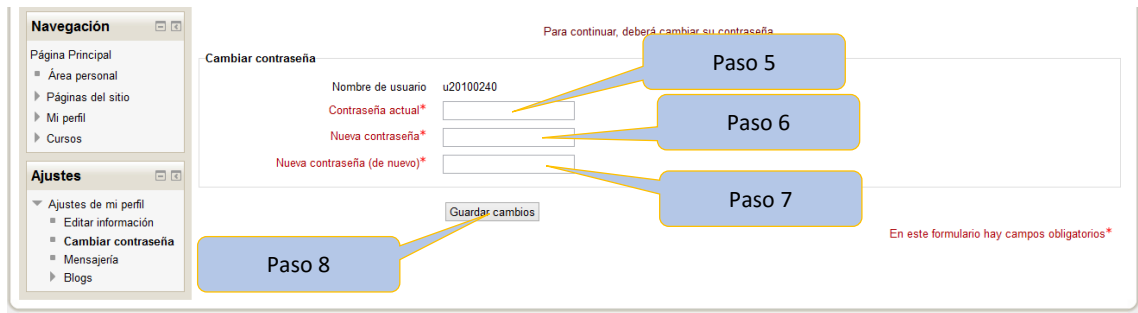 Navegación
Página Principal
Área personal
Páginas del sitio
Mi perfil
Cursos
Ajustes
Ajustes de mi perfil
Editar información
Cambiar contraseña
Mensajería
Blogs
Para continuar, deberá cambiar su contraseña
Cambiar contraseña
Nombre de usuario u20100240
Contraseña actual*
Nueva contraseña*
Nueva contraseña (de nuevo)*
Guardar cambios
En este formulario hay campos obligatorios*
Paso 5
Paso 6
Paso 7
Paso 8